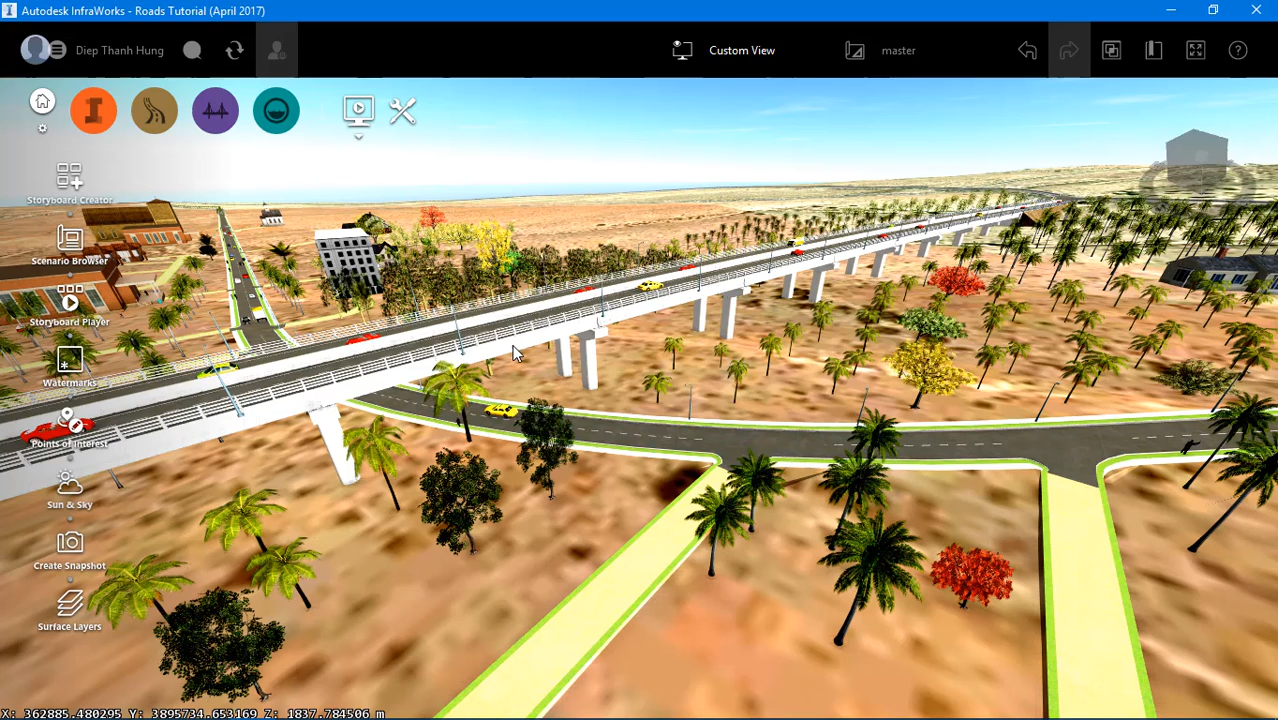 Autodesk InfraWorks - Roads Tutorial (April 2017)
Diep Thanh Hung
Custom View
master
Storyboard Creator
Scenario Browser
Storyboard Player
Watermarks
Points of Interest
Sun & Sky
Create Snapshot
Surface Layers
X: 362885.480295 Y: 3895734.653169 Z: 1837.784506 m